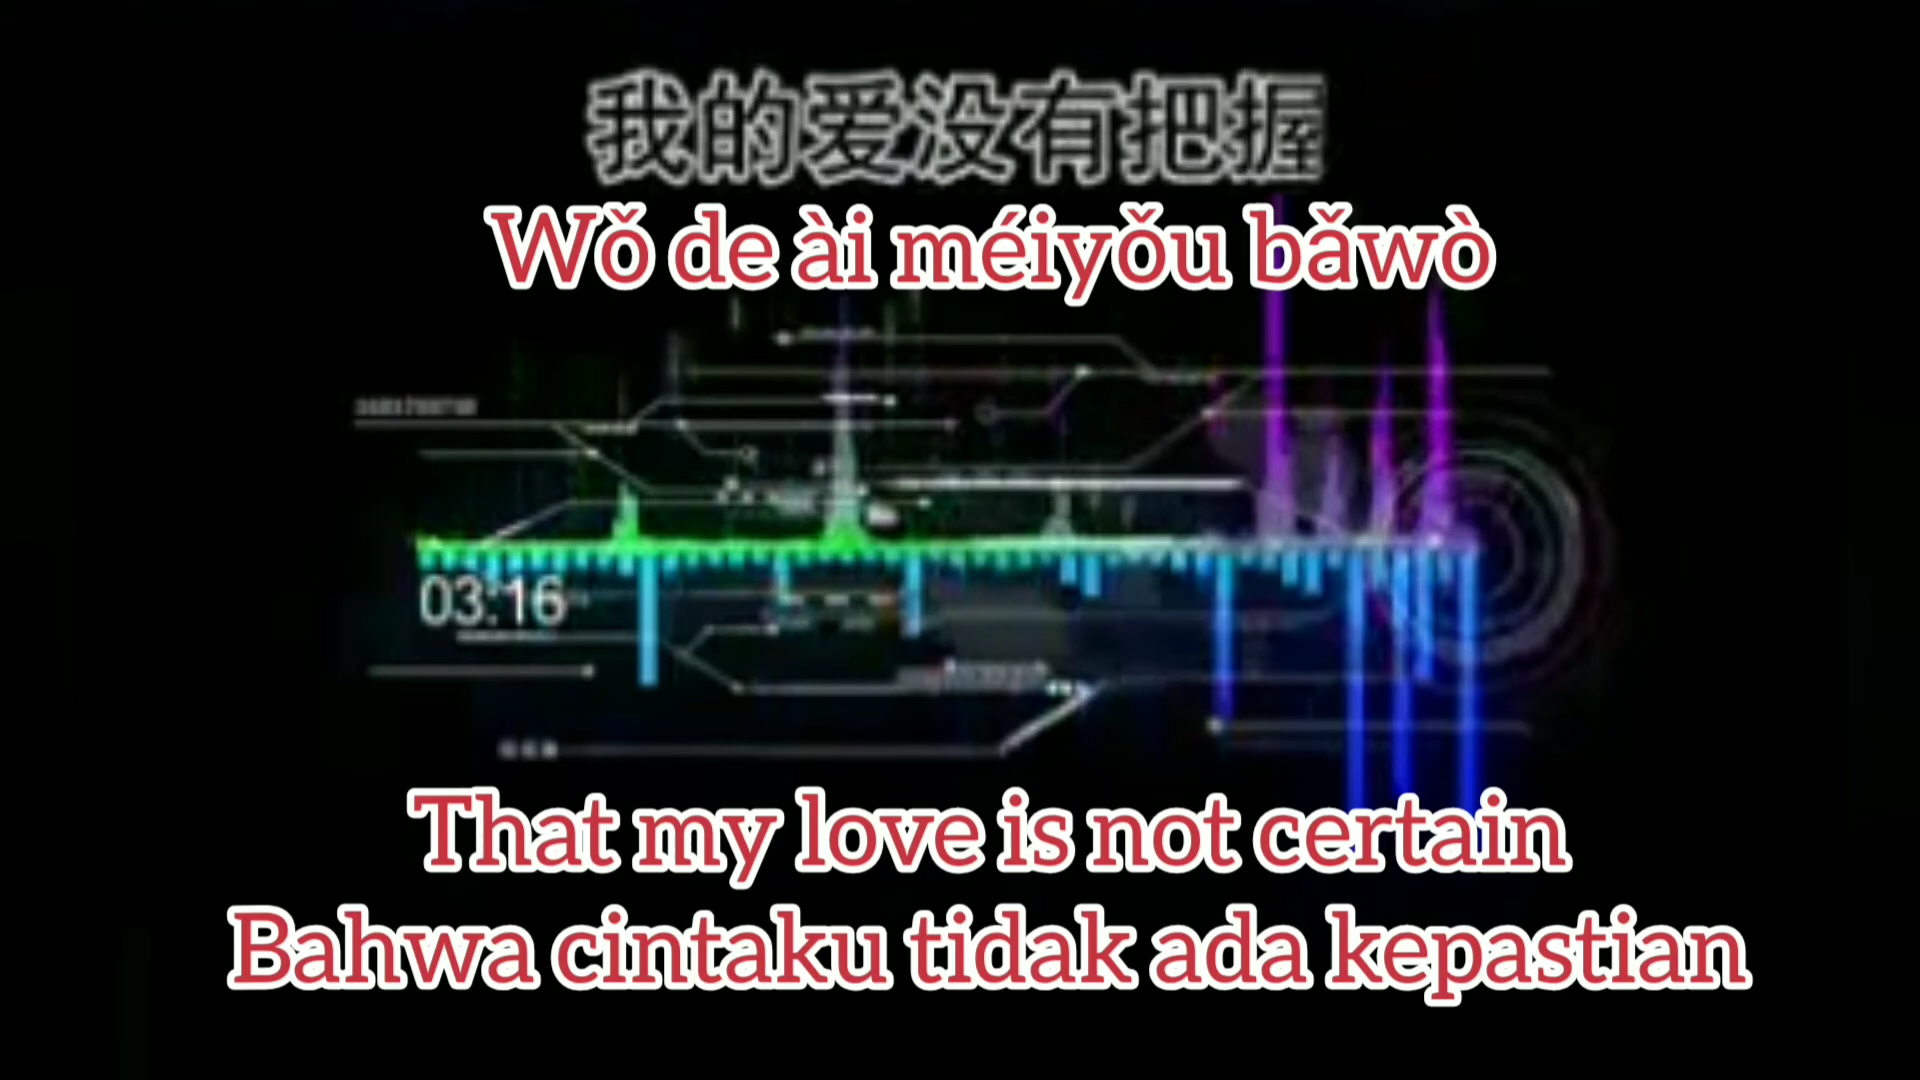 我的爱没有把握
Wǒ de ài méiyǒu bǎwò
03:16
That my love is not certain
Bahwa cintaku tidak ada kepastian